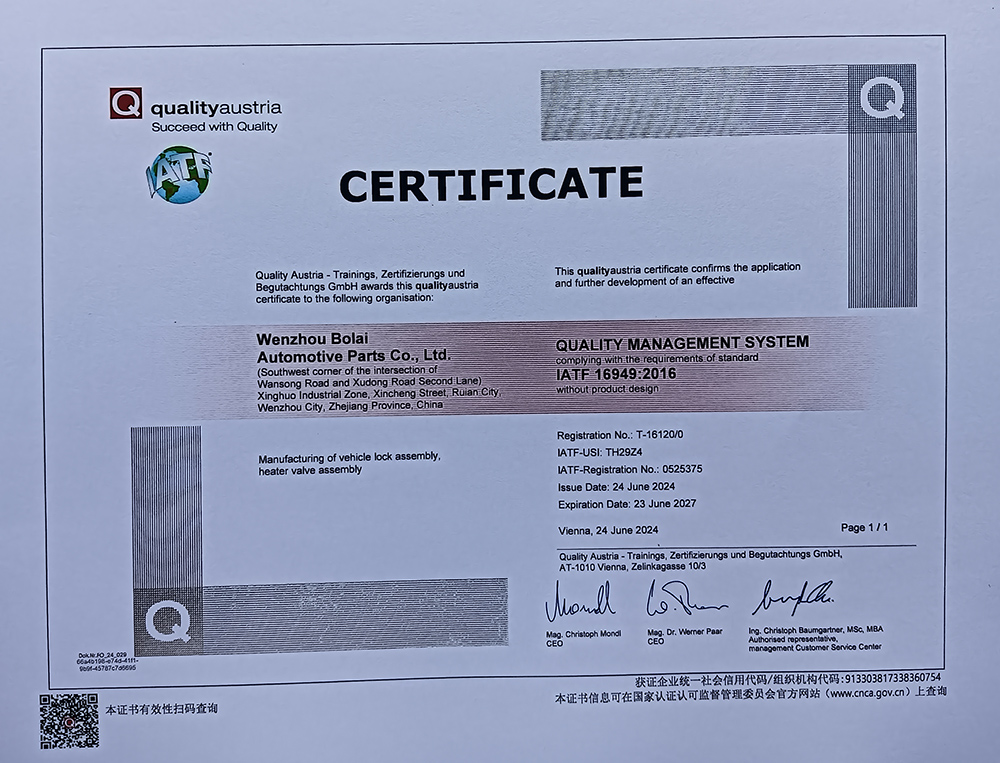 Q qualityaustria
Succeed with Quality
Q
IATF
CERTIFICATE
Quality Austria - Trainings, Zertifizierungs und
Begutachtungs GmbH awards this qualityaustria
certificate to the following organisation:
This qualityaustria certificate confirms the application
and further development of an effective
Wenzhou Bolai
Automotive Parts Co., Ltd.
(Southwest corner of the intersection of
Wansong Road and Xudong Road Second Lane)
Xinghuo Industrial Zone, Xincheng Street, Ruian City,
Wenzhou City, Zhejiang Province, China
QUALITY MANAGEMENT SYSTEM
complying with the requirements of standard
IATF 16949:2016
without product design
Manufacturing of vehicle lock assembly,
heater valve assembly
Registration No.: T-16120/0
IATF-USI: TH29Z4
IATF-Registration No.: 0525375
Issue Date: 24 June 2024
Expiration Date: 23 June 2027
Vienna, 24 June 2024
Page 1 / 1
Quality Austria - Trainings, Zertifizierungs und Begutachtungs GmbH,
AT-1010 Vienna, Zelinkagasse 10/3
Q
Mag. Christoph Mondl
CEO
Mag. Dr. Werner Paar
CEO
Ing. Christoph Baumgartner, MSc, MBA
Authorised representative,
management Customer Service Center
Dok.Nr.FO_24_029
66a4b198-e74d-41f1-
9b9f-45787c7d6695
获证企业统一社会信用代码/组织机构代码:913303817338360754
本证书信息可在国家认证认可监督管理委员会官方网站（www.cnca.gov.cn）上查询
本证书有效性扫码查询